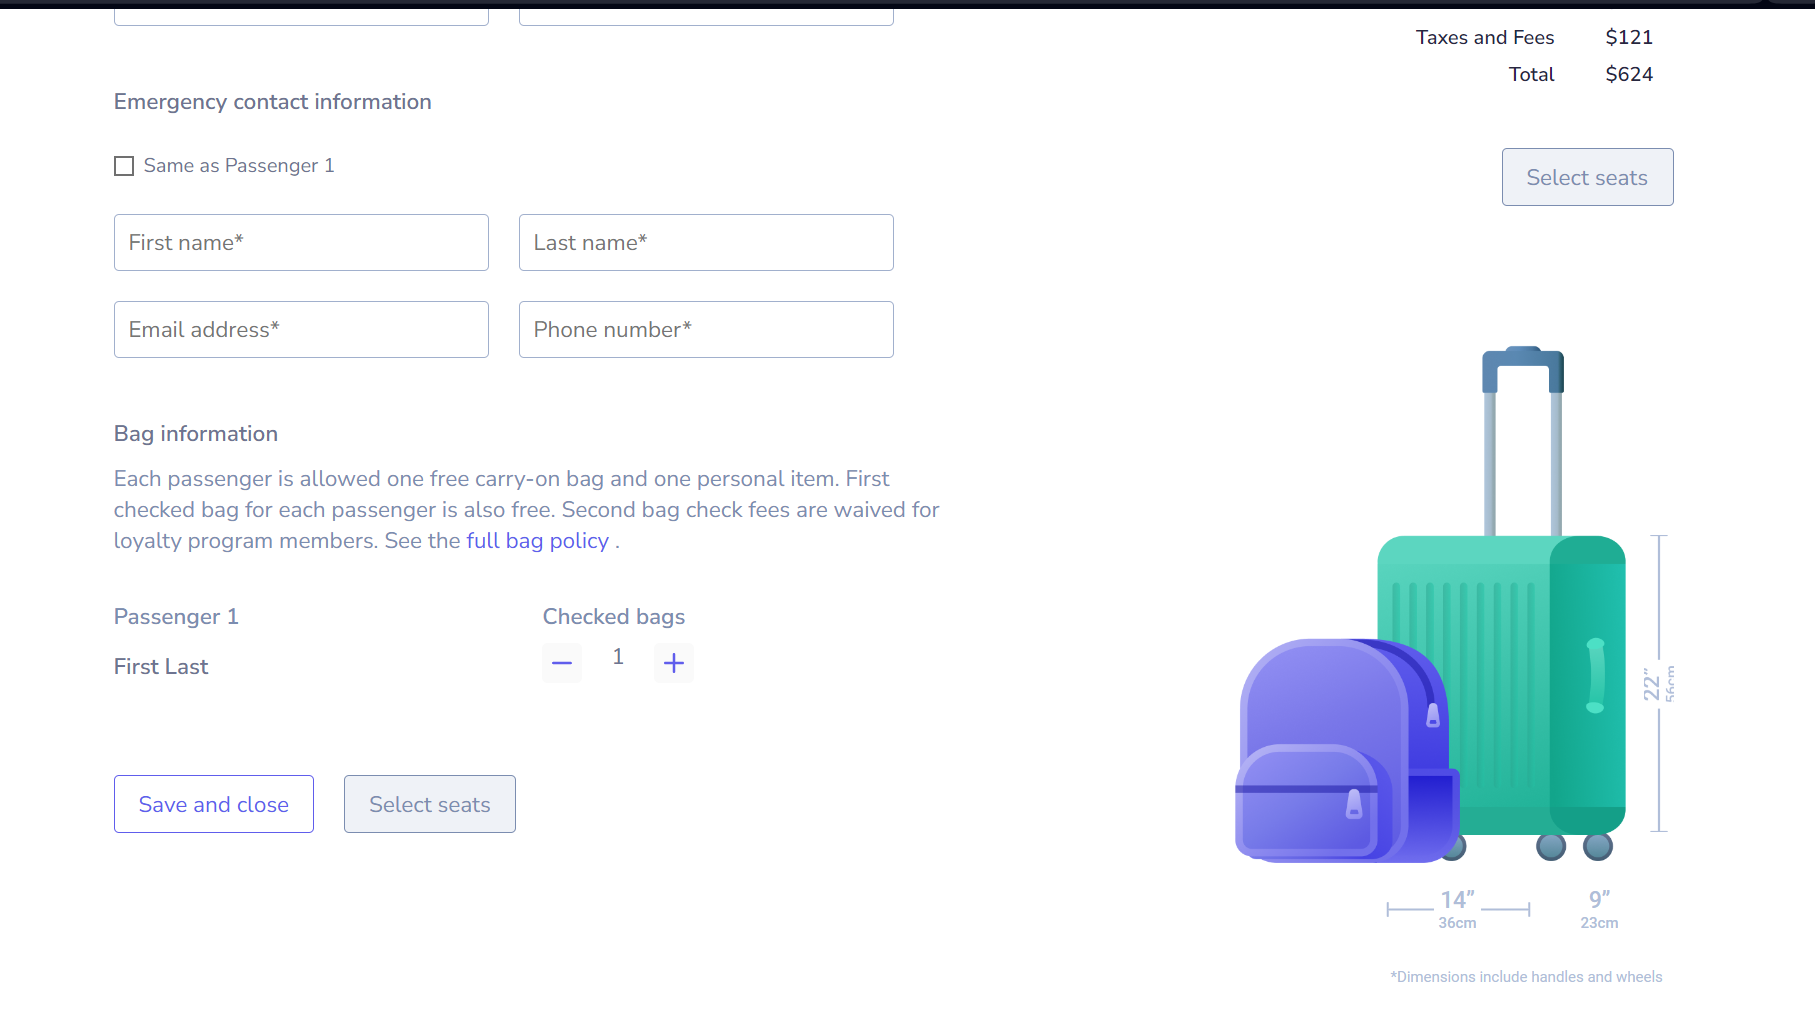 Taxes and Fees $121
Total $624
Emergency contact information
Same as Passenger 1
Select seats
First name*
Last name*
Email address*
Phone number*
Bag information
Each passenger is allowed one free carry-on bag and one personal item. First
checked bag for each passenger is also free. Second bag check fees are waived for
loyalty program members. See the full bag policy .
Passenger 1
Checked bags
First Last
1
Save and close
Select seats
22”
56cm
14”
36cm
9”
23cm
*Dimensions include handles and wheels